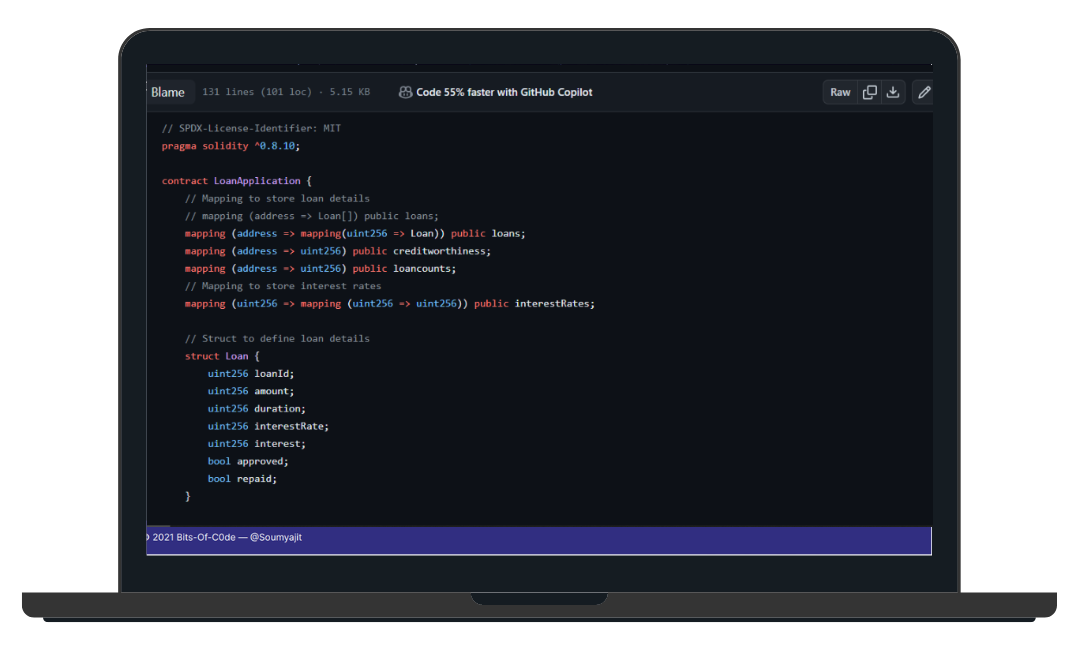 Blame 131 lines (101 loc) · 5.15 KB Code 55% faster with GitHub Copilot Raw
// SPDX-License-Identifier: MIT
pragma solidity ^0.8.10;
contract LoanApplication {
// Mapping to store loan details
// mapping (address => Loan[]) public loans;
mapping (address => mapping(uint256 => Loan)) public loans;
mapping (address => uint256) public creditworthiness;
mapping (address => uint256) public loancounts;
// Mapping to store interest rates
mapping (uint256 => mapping (uint256 => uint256)) public interestRates;
// Struct to define loan details
struct Loan {
uint256 loanId;
uint256 amount;
uint256 duration;
uint256 interestRate;
uint256 interest;
bool approved;
bool repaid;
}
© 2021 Bits-Of-C0de — @Soumyajit